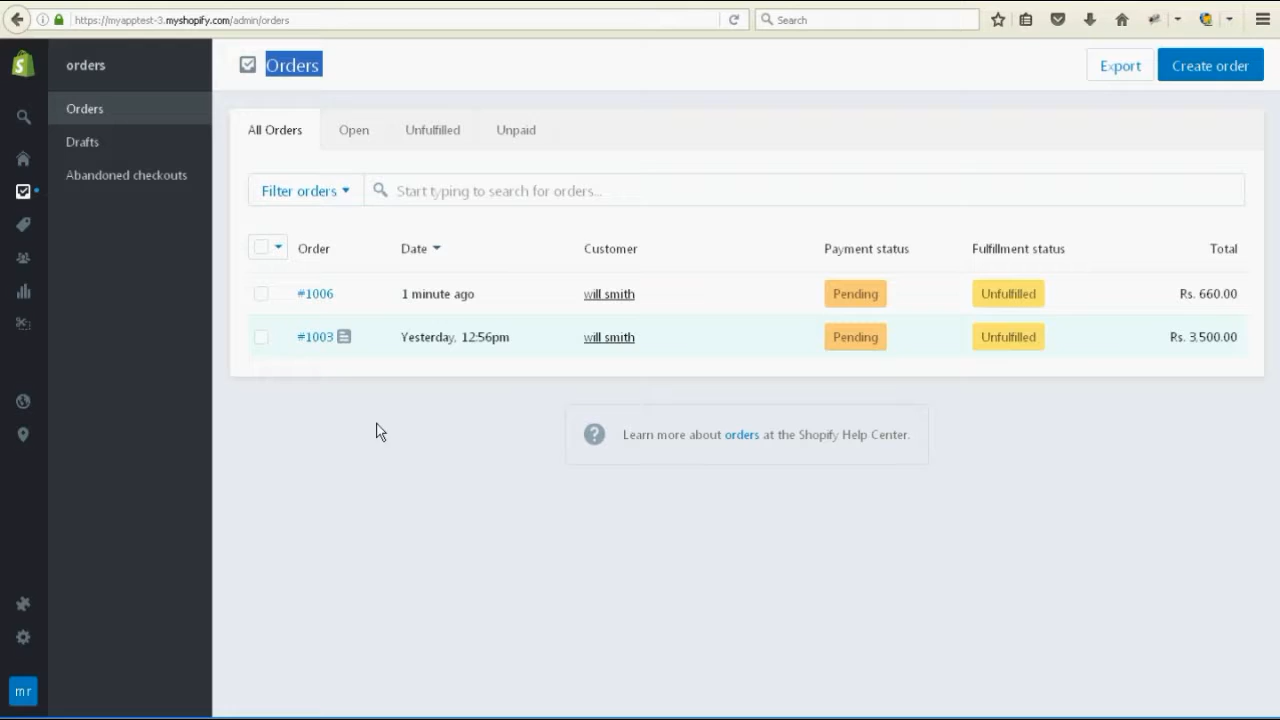 https://myapptest-3.myshopify.com/admin/orders
Search
orders
Orders
Drafts
Abandoned checkouts
mr
Orders
Export
Create order
All Orders Open Unfulfilled Unpaid
Filter orders Start typing to search for orders...
Order Date Customer Payment status Fulfillment status Total
#1006 1 minute ago will smith Pending Unfulfilled Rs. 660.00
#1003 Yesterday, 12:56pm will smith Pending Unfulfilled Rs. 3,500.00
? Learn more about orders at the Shopify Help Center.